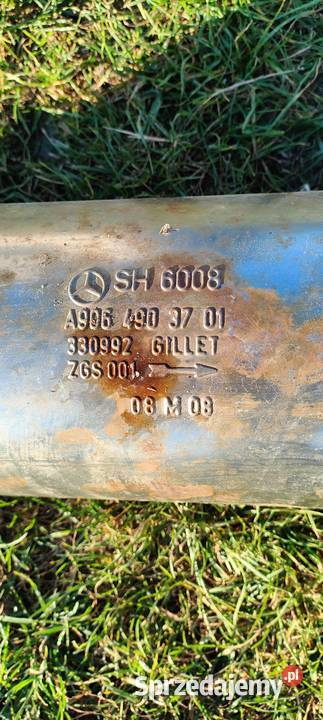 SH 6008
A906 490 37 01
330992 GILLET
ZGS 001
08 M 08
Sprzedajemy.pl